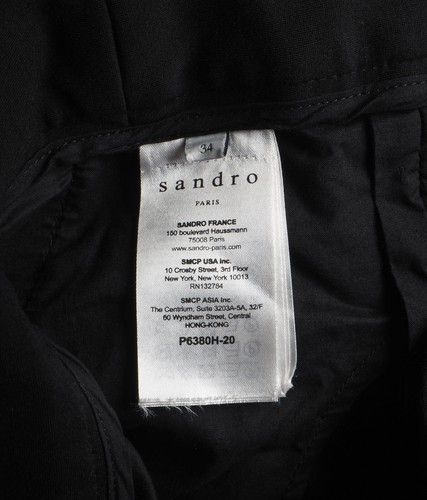 34
sandro
PARIS
SANDRO FRANCE
150 boulevard Haussmann
75008 Paris
www.sandro-paris.com
SMCP USA Inc.
10 Crosby Street, 3rd Floor
New York, New York 10013
RN132784
SMCP ASIA Inc
The Centrium, Suite 3203A-5A, 32/F
60 Wyndham Street, Central
HONG-KONG
P6380H-20